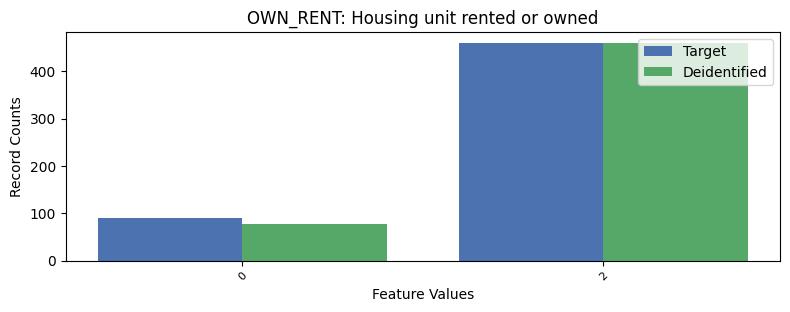 OWN_RENT: Housing unit rented or owned
Target
Deidentified
Record Counts
400
300
200
100
0
0
2
Feature Values